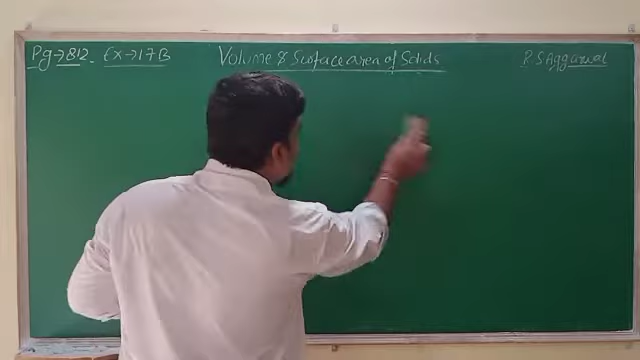 Pg→812. Ex→17B Volume & Surface area of Solids R S Aggarwal